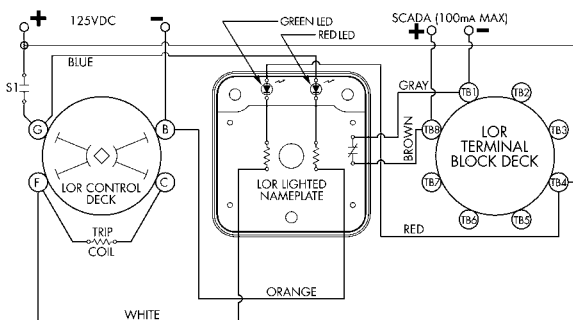 + 125VDC -
GREEN LED
RED LED
SCADA (100mA MAX)
+ -
BLUE
S1
GRAY
TB1
TB2
G
B
BROWN
TB8
LOR
TERMINAL
BLOCK DECK
TB3
F
LOR CONTROL
DECK
C
LOR LIGHTED
NAMEPLATE
TB7
TB4
TB6
TB5
TRIP
COIL
RED
ORANGE
WHITE